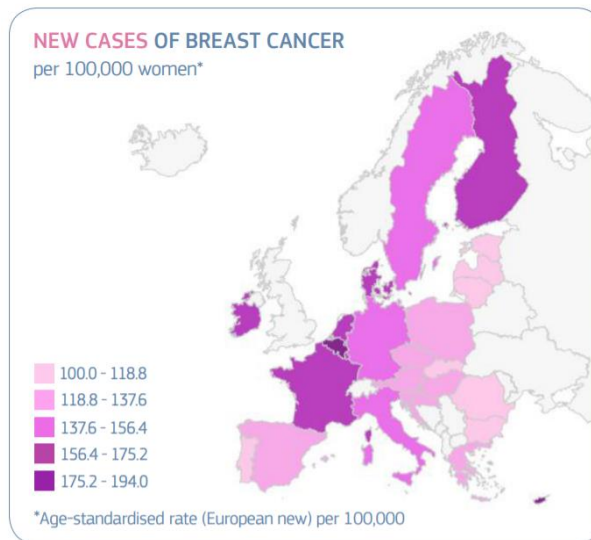 NEW CASES OF BREAST CANCER
per 100,000 women*
100.0 - 118.8
118.8 - 137.6
137.6 - 156.4
156.4 - 175.2
175.2 - 194.0
*Age-standardised rate (European new) per 100,000